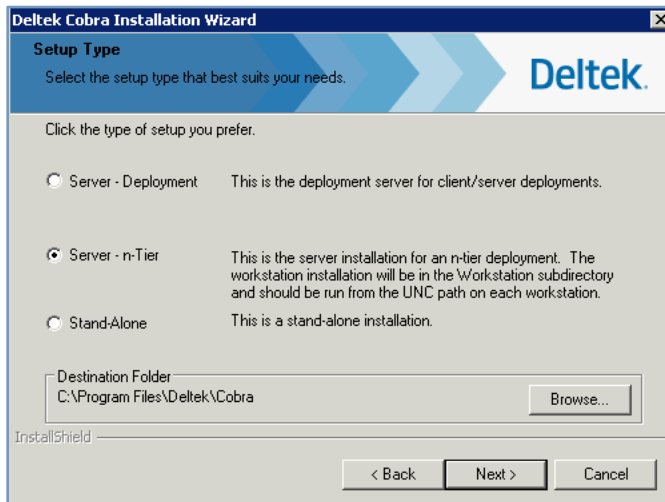 Deltek Cobra Installation Wizard
Setup Type
Select the setup type that best suits your needs.
Deltek.
Click the type of setup you prefer.
Server - Deployment This is the deployment server for client/server deployments.
Server - n-Tier This is the server installation for an n-tier deployment. The
workstation installation will be in the Workstation subdirectory
and should be run from the UNC path on each workstation.
Stand-Alone This is a stand-alone installation.
Destination Folder
C:\Program Files\Deltek\Cobra Browse...
InstallShield
< Back Next > Cancel